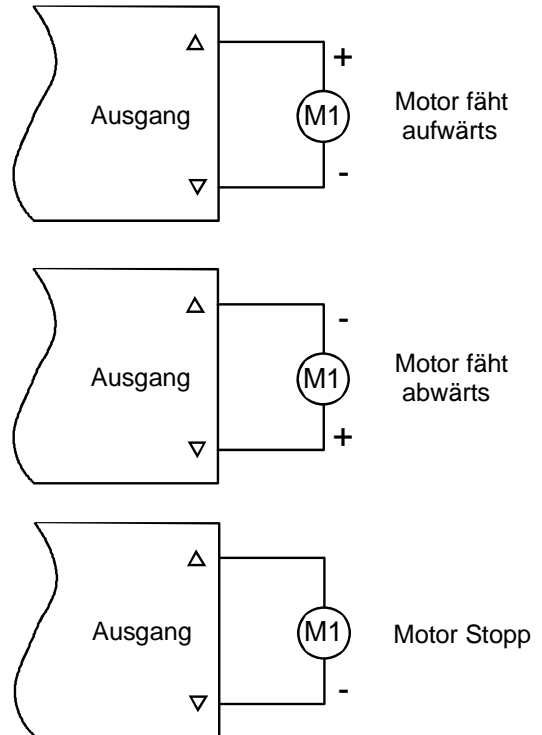 +
Ausgang
M1
Motor fäht
aufwärts
-
-
Ausgang
M1
Motor fäht
abwärts
+
Ausgang
M1
Motor Stopp
-